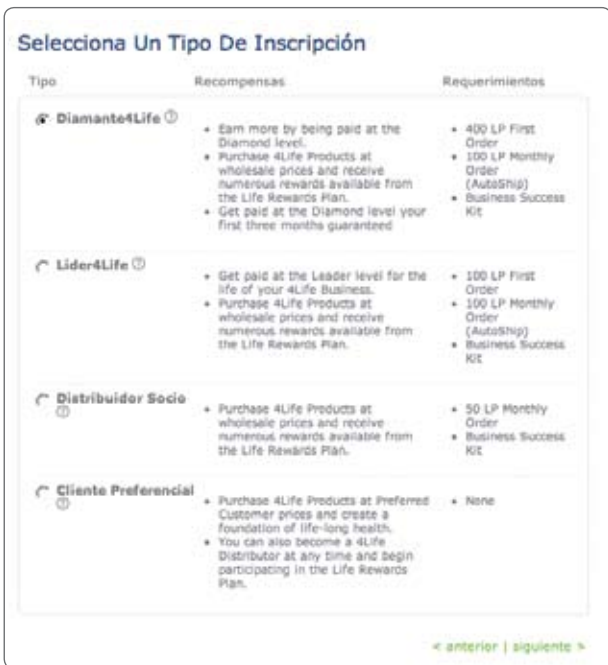 Selecciona Un Tipo De Inscripción
Tipo Recompensas Requerimientos
Diamante4Life ?
• Earn more by being paid at the
Diamond level.
• Purchase 4Life Products at
wholesale prices and receive
numerous rewards available from
the Life Rewards Plan.
• Get paid at the Diamond level your
first three months guaranteed
• 400 LP First
Order
• 100 LP Monthly
Order
(AutoShip)
• Business Success
Kit
Lider4Life ?
• Get paid at the Leader level for the
life of your 4Life Business.
• Purchase 4Life Products at
wholesale prices and receive
numerous rewards available from
the Life Rewards Plan.
• 100 LP First
Order
• 100 LP Monthly
Order
(AutoShip)
• Business Success
Kit
Distribuidor Socio
?
• Purchase 4Life Products at
wholesale prices and receive
numerous rewards available from
the Life Rewards Plan.
• 50 LP Monthly
Order
• Business Success
Kit
Cliente Preferencial
?
• Purchase 4Life Products at Preferred
Customer prices and create a
foundation of life-long health.
• You can also become a 4Life
Distributor at any time and begin
participating in the Life Rewards
Plan.
• None
< anterior | siguiente >